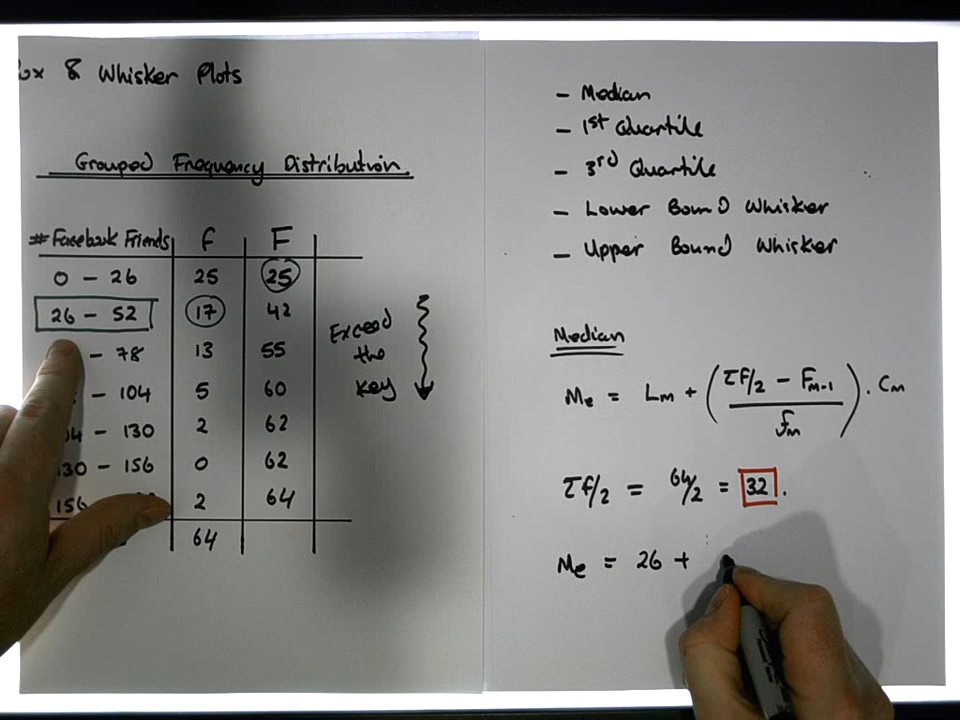 & Whisker Plots
Grouped Frequency Distribution.
# Facebook Friends f F
0 - 26 25 25
26 - 52 17 42
- 78 13 55
- 104 5 60
- 130 2 62
130 - 156 0 62
156 2 64
64
Exceed
the
key
- Median
- 1st Quartile
- 3rd Quartile
- Lower Bound Whisker
- Upper Bound Whisker
Median
Me = Lm + ( Σf/2 - Fm-1 / fm ) . Cm
Σf/2 = 64/2 = 32.
Me = 26 +